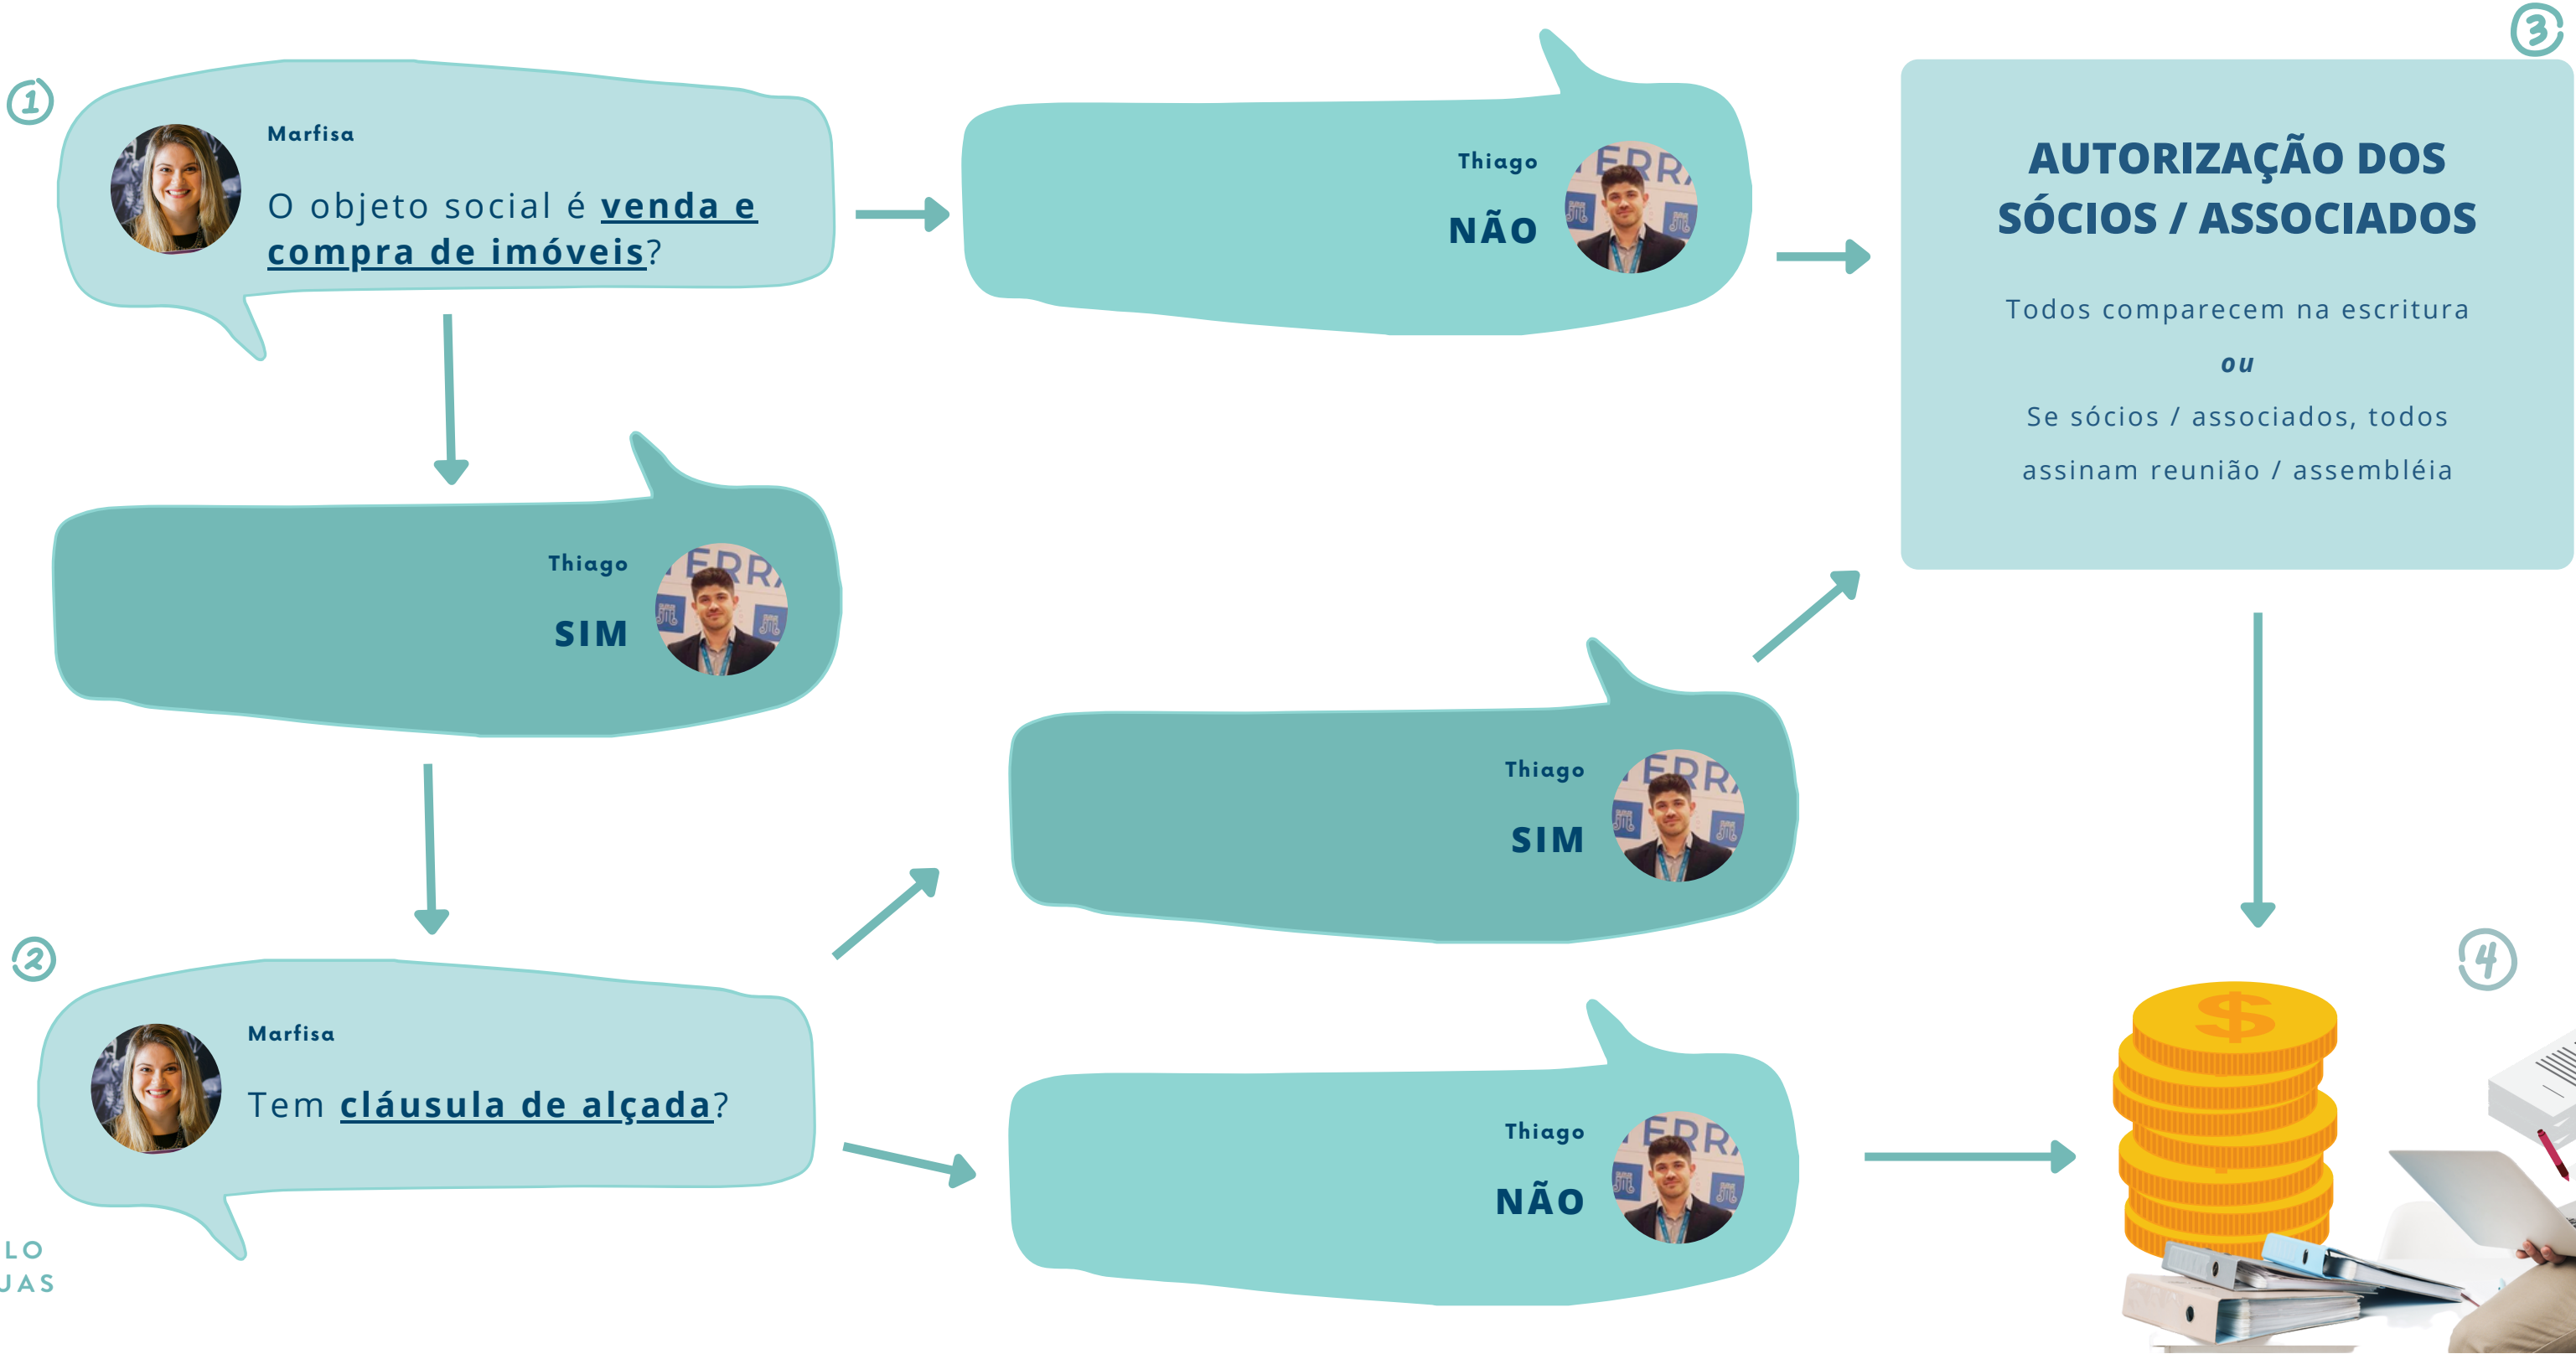 1
Marfisa
O objeto social é venda e
compra de imóveis?
Thiago
NÃO
3
AUTORIZAÇÃO DOS
SÓCIOS / ASSOCIADOS
Todos comparecem na escritura
ou
Se sócios / associados, todos
assinam reunião / assembléia
Thiago
SIM
Thiago
SIM
2
Marfisa
Tem cláusula de alçada?
Thiago
NÃO
4
$
LO
UAS